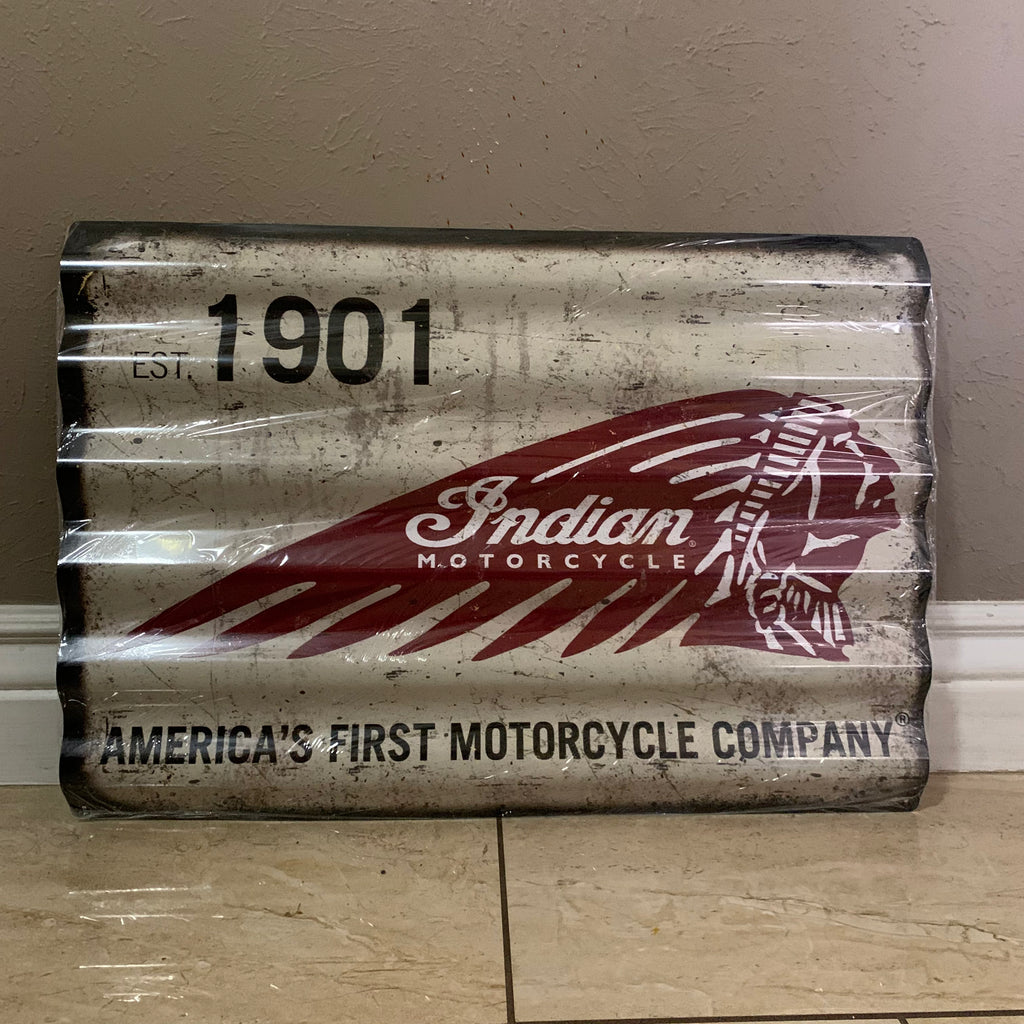 EST. 1901
Indian
MOTORCYCLE®
AMERICA'S FIRST MOTORCYCLE COMPANY®